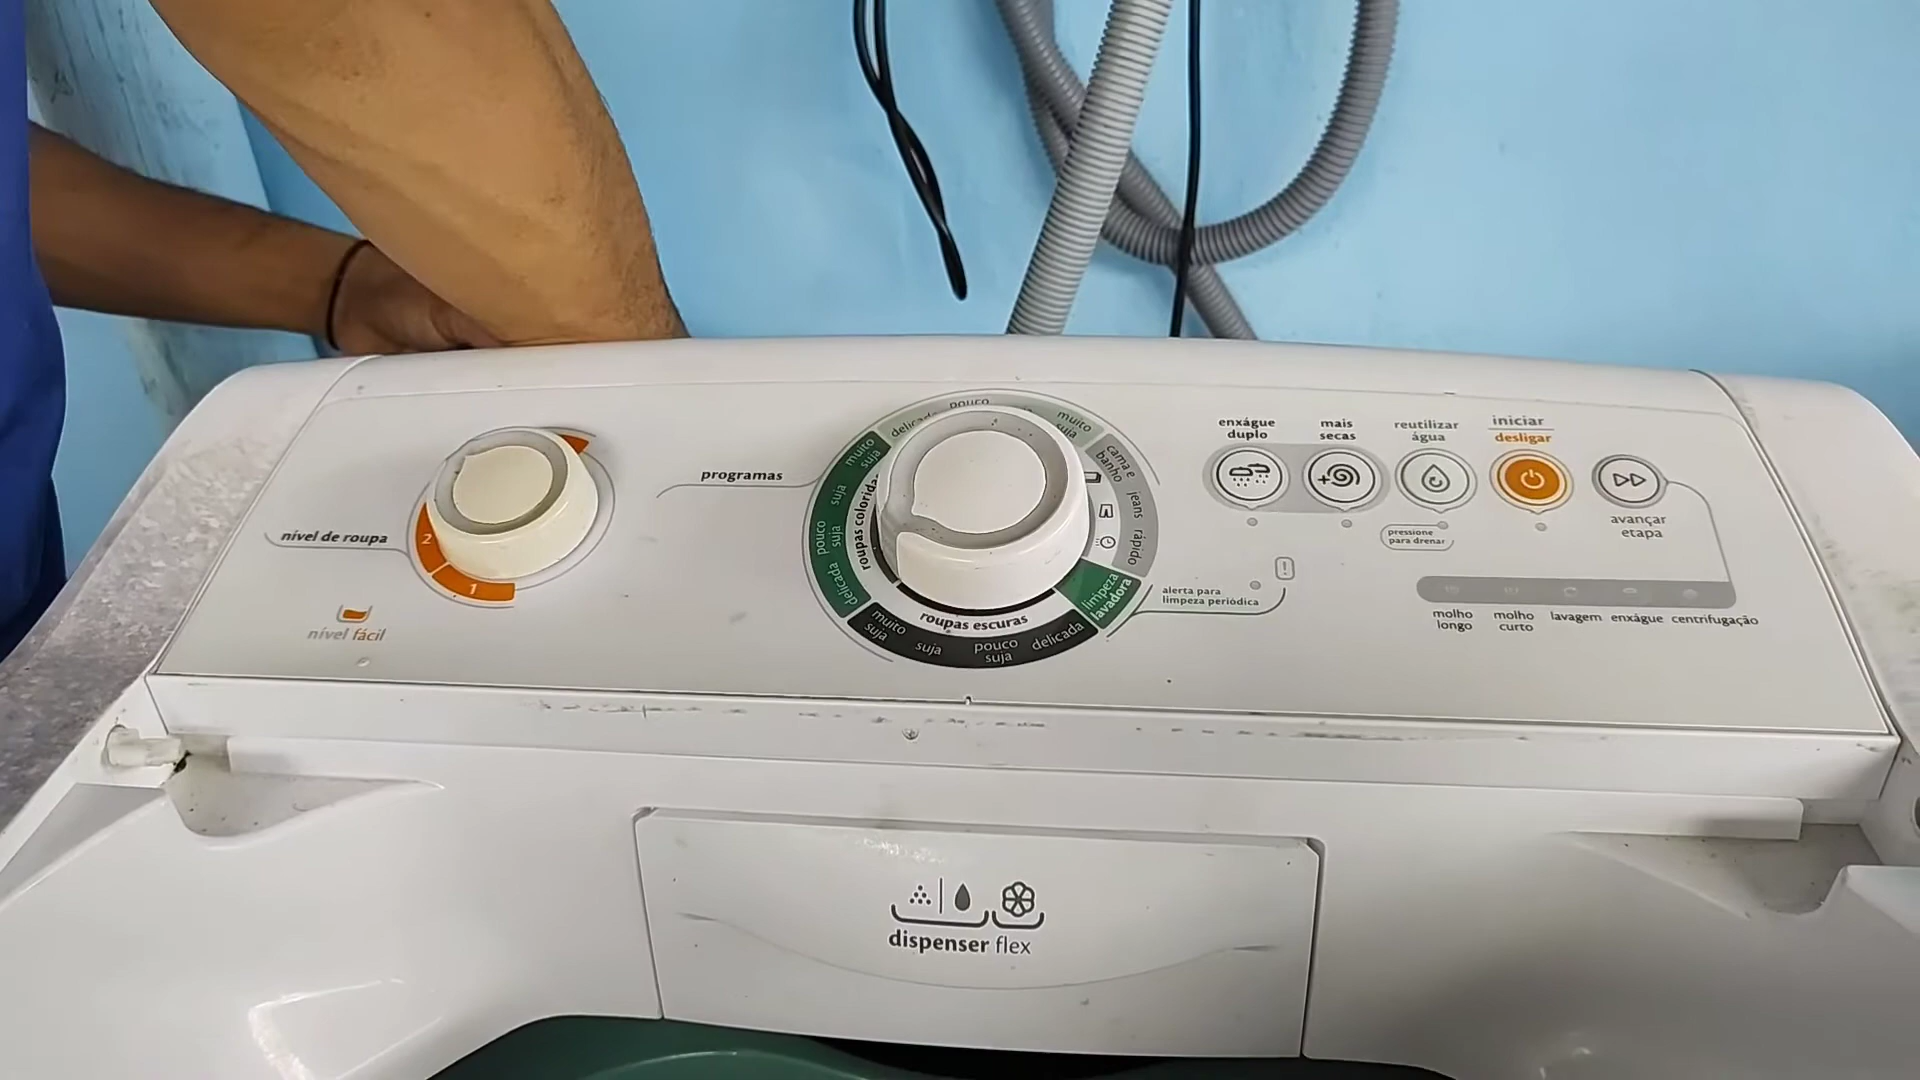 nível de roupa
2
1
nível fácil
programas
pouco
muito
suja
cama e
banho
jeans
rápido
limpeza
lavadora
roupas escuras
delicada
pouco
suja
suja
muito
suja
roupas coloridas
delicada
pouco
suja
suja
muito
suja
enxágue
duplo
mais
secas
reutilizar
água
pressione
para drenar
iniciar
desligar
avançar
etapa
alerta para
limpeza periódica
molho
longo
molho
curto
lavagem
enxágue
centrifugação
dispenser flex